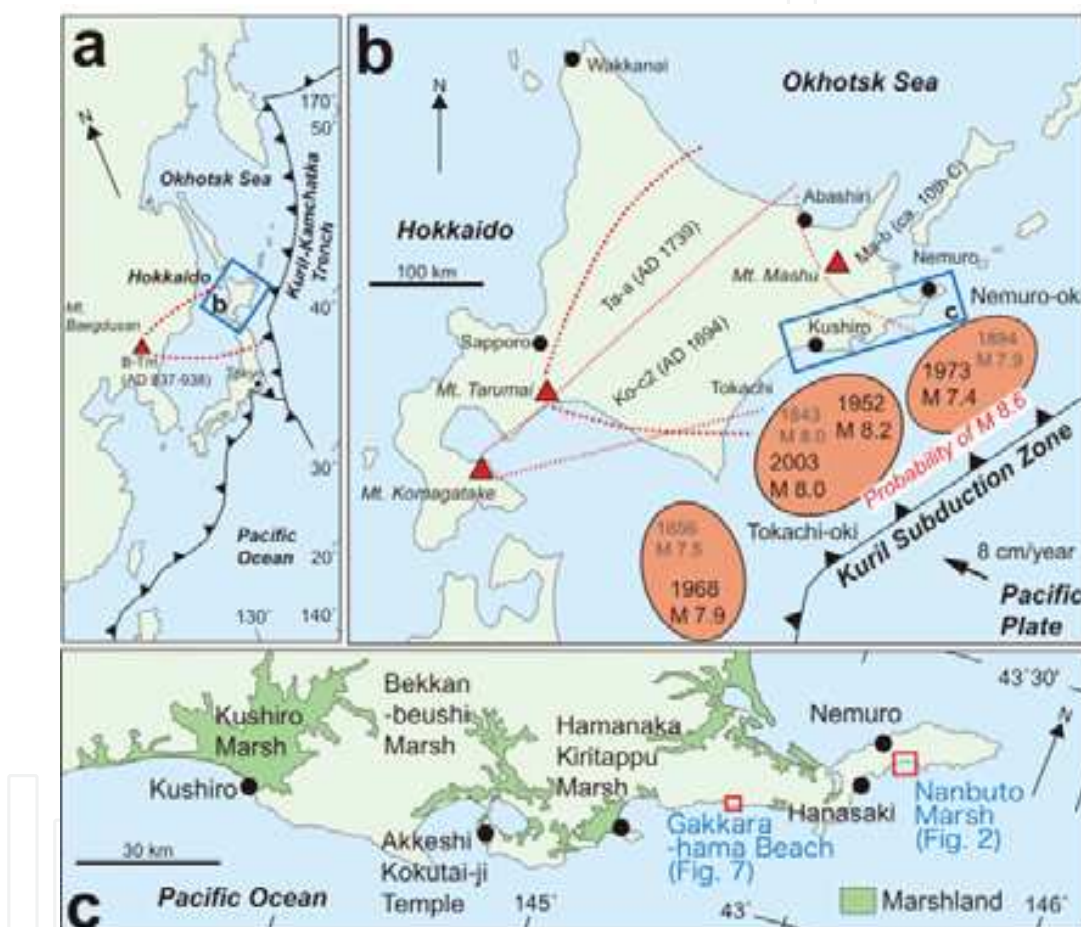 a
N
170°
50°
Okhotsk Sea
Kuril-Kamchatka
Trench
Hokkaido
b
Mt.
Baegdusan
40°
B-Tm
(AD 937-938)
Tokyo
30°
Pacific
Ocean
20°
130°
140°
b
Wakkanai
Okhotsk Sea
N
Hokkaido
100 km
Abashiri
Ma-b (ca. 10th C)
Mt. Mashu
Nemuro
Ta-a (AD 1739)
Nemuro-ok
c
Kushiro
Sapporo
Ko-c2 (AD 1694)
Mt. Tarumai
Tokachi
1894
M 7.9
1973
M 7.4
1843
M 8.0
1952
M 8.2
2003
M 8.0
Probability of M 8.6
Mt. Komagatake
Tokachi-oki
Kuril Subduction Zone
1856
M 7.5
1968
M 7.9
8 cm/year
Pacific
Plate
Kushiro
Marsh
Bekkan
-beushi
Marsh
Hamanaka
Kiritappu
Marsh
Nemuro
43°30'
N
Kushiro
Hanasaki
Nanbuto
Marsh
(Fig. 2)
Gakkara
-hama Beach
(Fig. 7)
30 km
Akkeshi
Kokutai-ji
Temple
c
Pacific Ocean
145°
43°
Marshland
146°